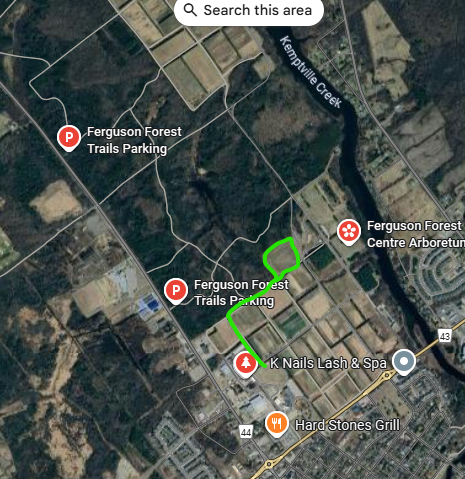 Search this area
Kemptville Creek
P
Ferguson Forest
Trails Parking
Ferguson Forest
Centre Arboretum
P
Ferguson Forest
Trails Parking
43
K Nails Lash & Spa
44
Hard Stones Grill